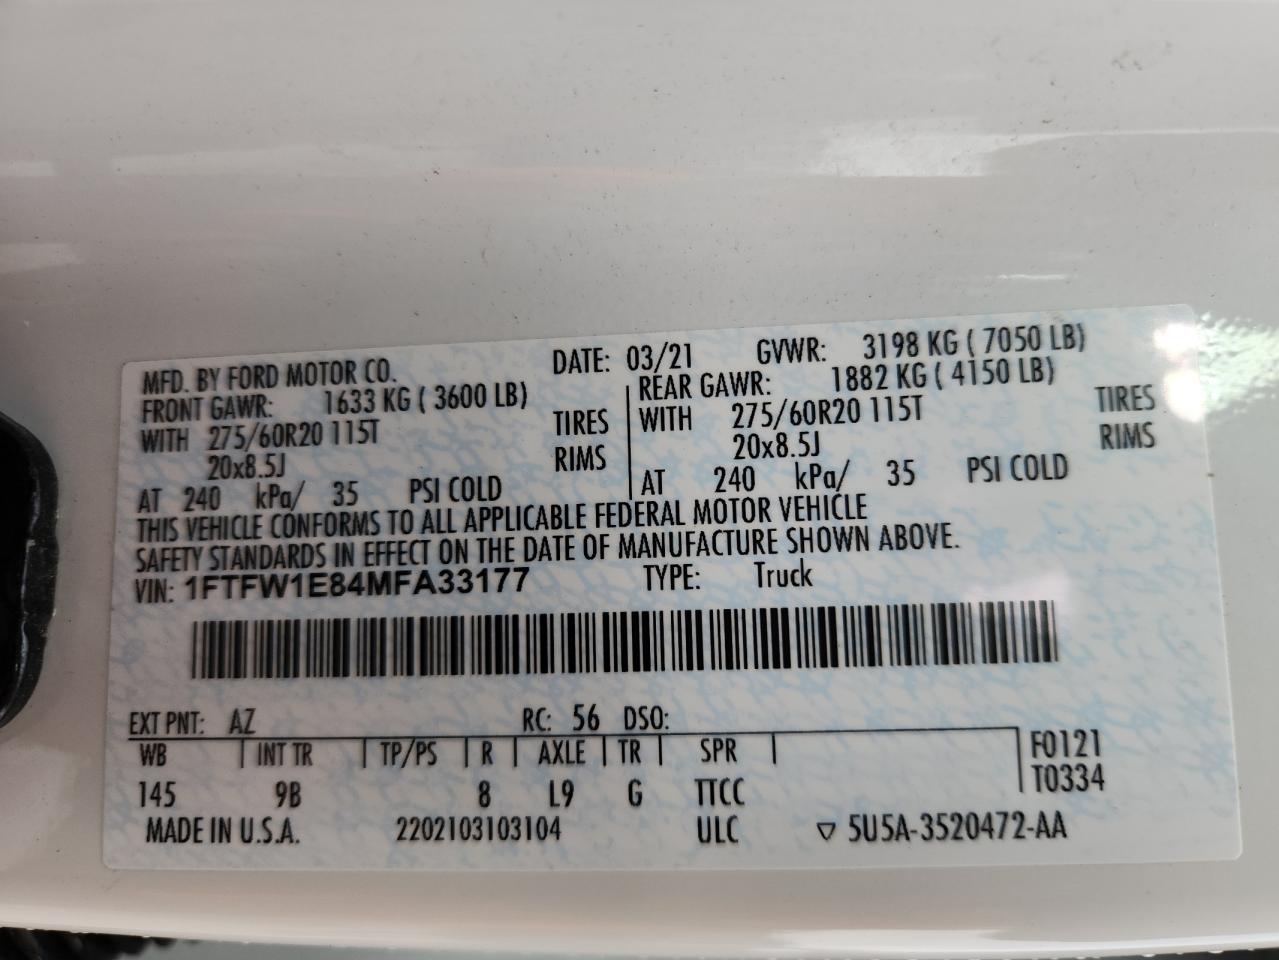 MFD. BY FORD MOTOR CO. DATE: 03/21 GVWR: 3198 KG ( 7050 LB)
FRONT GAWR: 1633 KG ( 3600 LB) REAR GAWR: 1882 KG ( 4150 LB)
WITH 275/60R20 115T TIRES WITH 275/60R20 115T TIRES
20x8.5J RIMS 20x8.5J RIMS
AT 240 kPa/ 35 PSI COLD AT 240 kPa/ 35 PSI COLD
THIS VEHICLE CONFORMS TO ALL APPLICABLE FEDERAL MOTOR VEHICLE
SAFETY STANDARDS IN EFFECT ON THE DATE OF MANUFACTURE SHOWN ABOVE.
VIN: 1FTFW1E84MFA33177 TYPE: Truck
EXT PNT: AZ RC: 56 DSO:
WB INT TR TP/PS R AXLE TR SPR F0121
145 9B 8 L9 G TTCC T0334
MADE IN U.S.A. 2202103103104 ULC ▽ 5U5A-3520472-AA